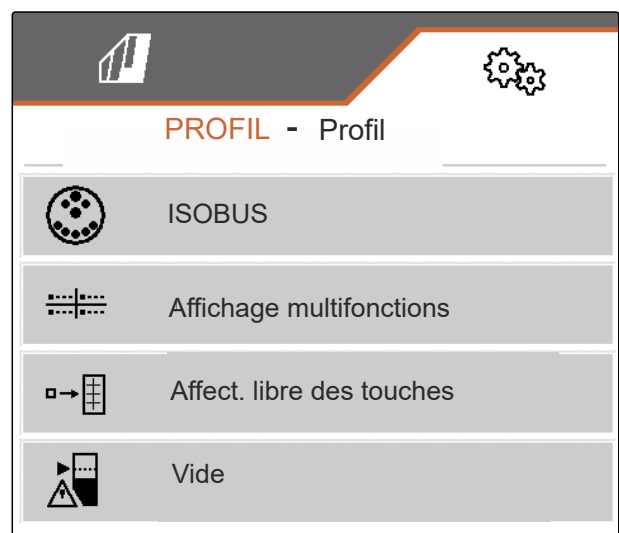 PROFIL - Profil
ISOBUS
Affichage multifonctions
Affect. libre des touches
Vide